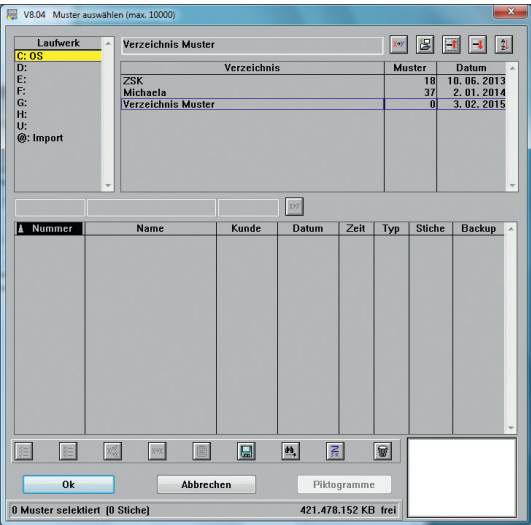 V8.04 Muster auswählen (max. 10000)
Laufwerk
C: OS
D:
E:
F:
G:
H:
U:
@: Import
Verzeichnis Muster
Verzeichnis Muster Datum
ZSK 18 10. 06. 2013
Michaela 37 2. 01. 2014
Verzeichnis Muster 0 3. 02. 2015
Nummer Name Kunde Datum Zeit Typ Stiche Backup
Ok Abbrechen Piktogramme
0 Muster selektiert (0 Stiche) 421.478.152 KB frei